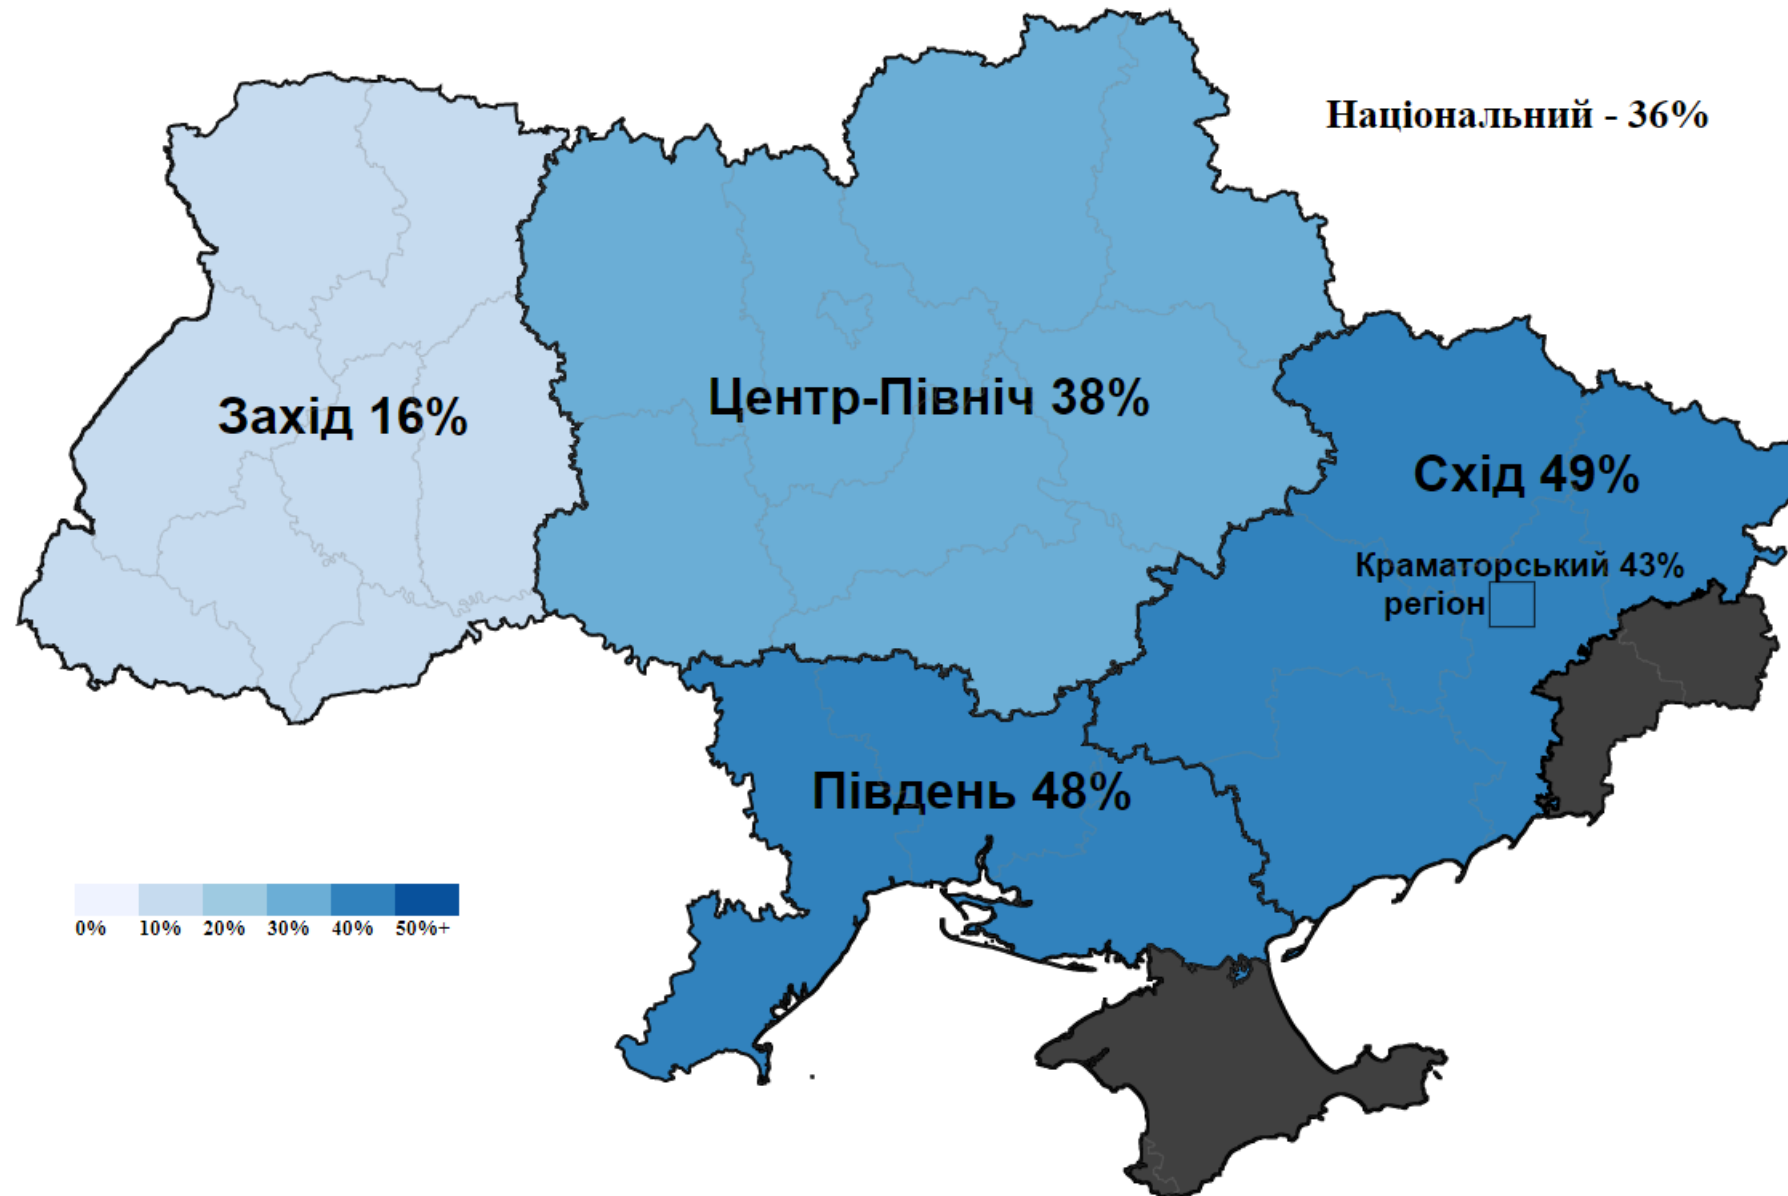 Національний - 36%
Захід 16%
Центр-Північ 38%
Схід 49%
Краматорський 43%
регіон
Південь 48%
0% 10% 20% 30% 40% 50%+